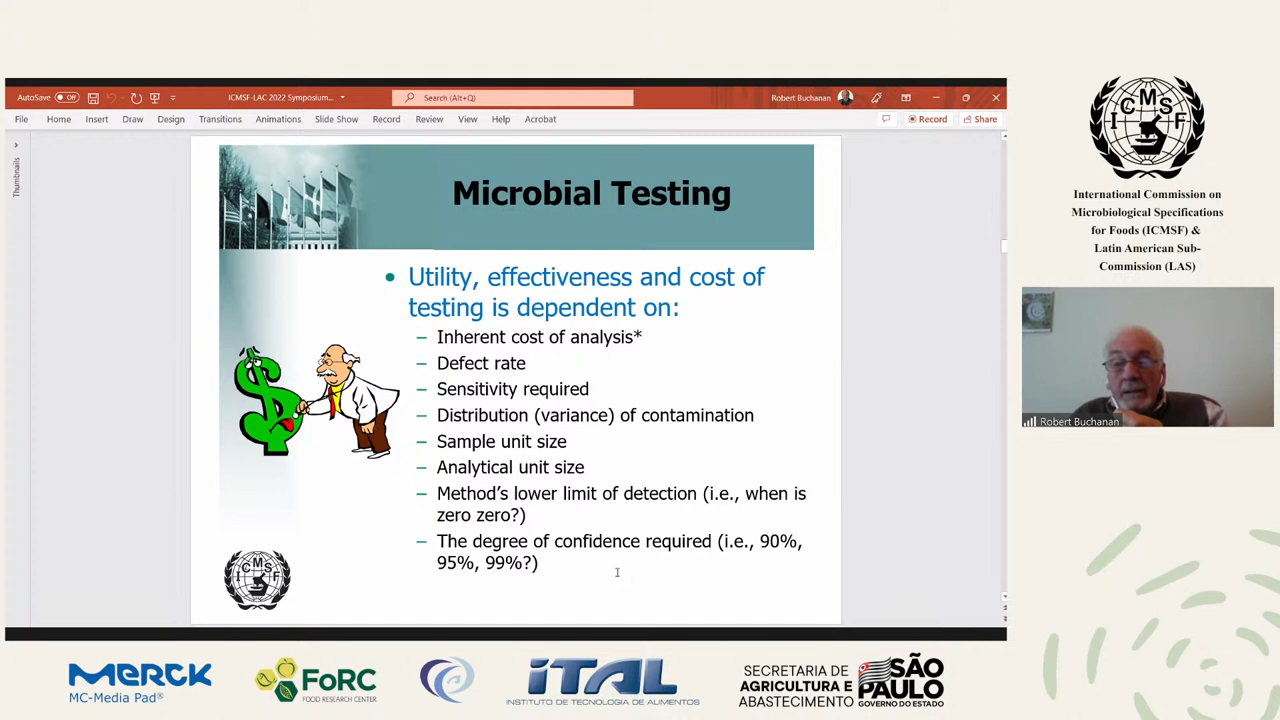 AutoSave Off ICMSF-LAC 2022 Symposium... Search (Alt+Q) Robert Buchanan
File Home Insert Draw Design Transitions Animations Slide Show Record Review View Help Acrobat Record Share
Thumbnails
Microbial Testing
• Utility, effectiveness and cost of
testing is dependent on:
– Inherent cost of analysis*
– Defect rate
– Sensitivity required
– Distribution (variance) of contamination
– Sample unit size
– Analytical unit size
– Method's lower limit of detection (i.e., when is
zero zero?)
– The degree of confidence required (i.e., 90%,
95%, 99%?)
ICMSF
ICMSF
International Commission on
Microbiological Specifications
for Foods (ICMSF) &
Latin American Sub-
Commission (LAS)
Robert Buchanan
MERCK
MC-Media Pad®
FoRC
FOOD RESEARCH CENTER
iTAL
INSTITUTO DE TECNOLOGIA DE ALIMENTOS
SECRETARIA DE
AGRICULTURA E
ABASTECIMENTO
SÃO
PAULO
GOVERNO DO ESTADO